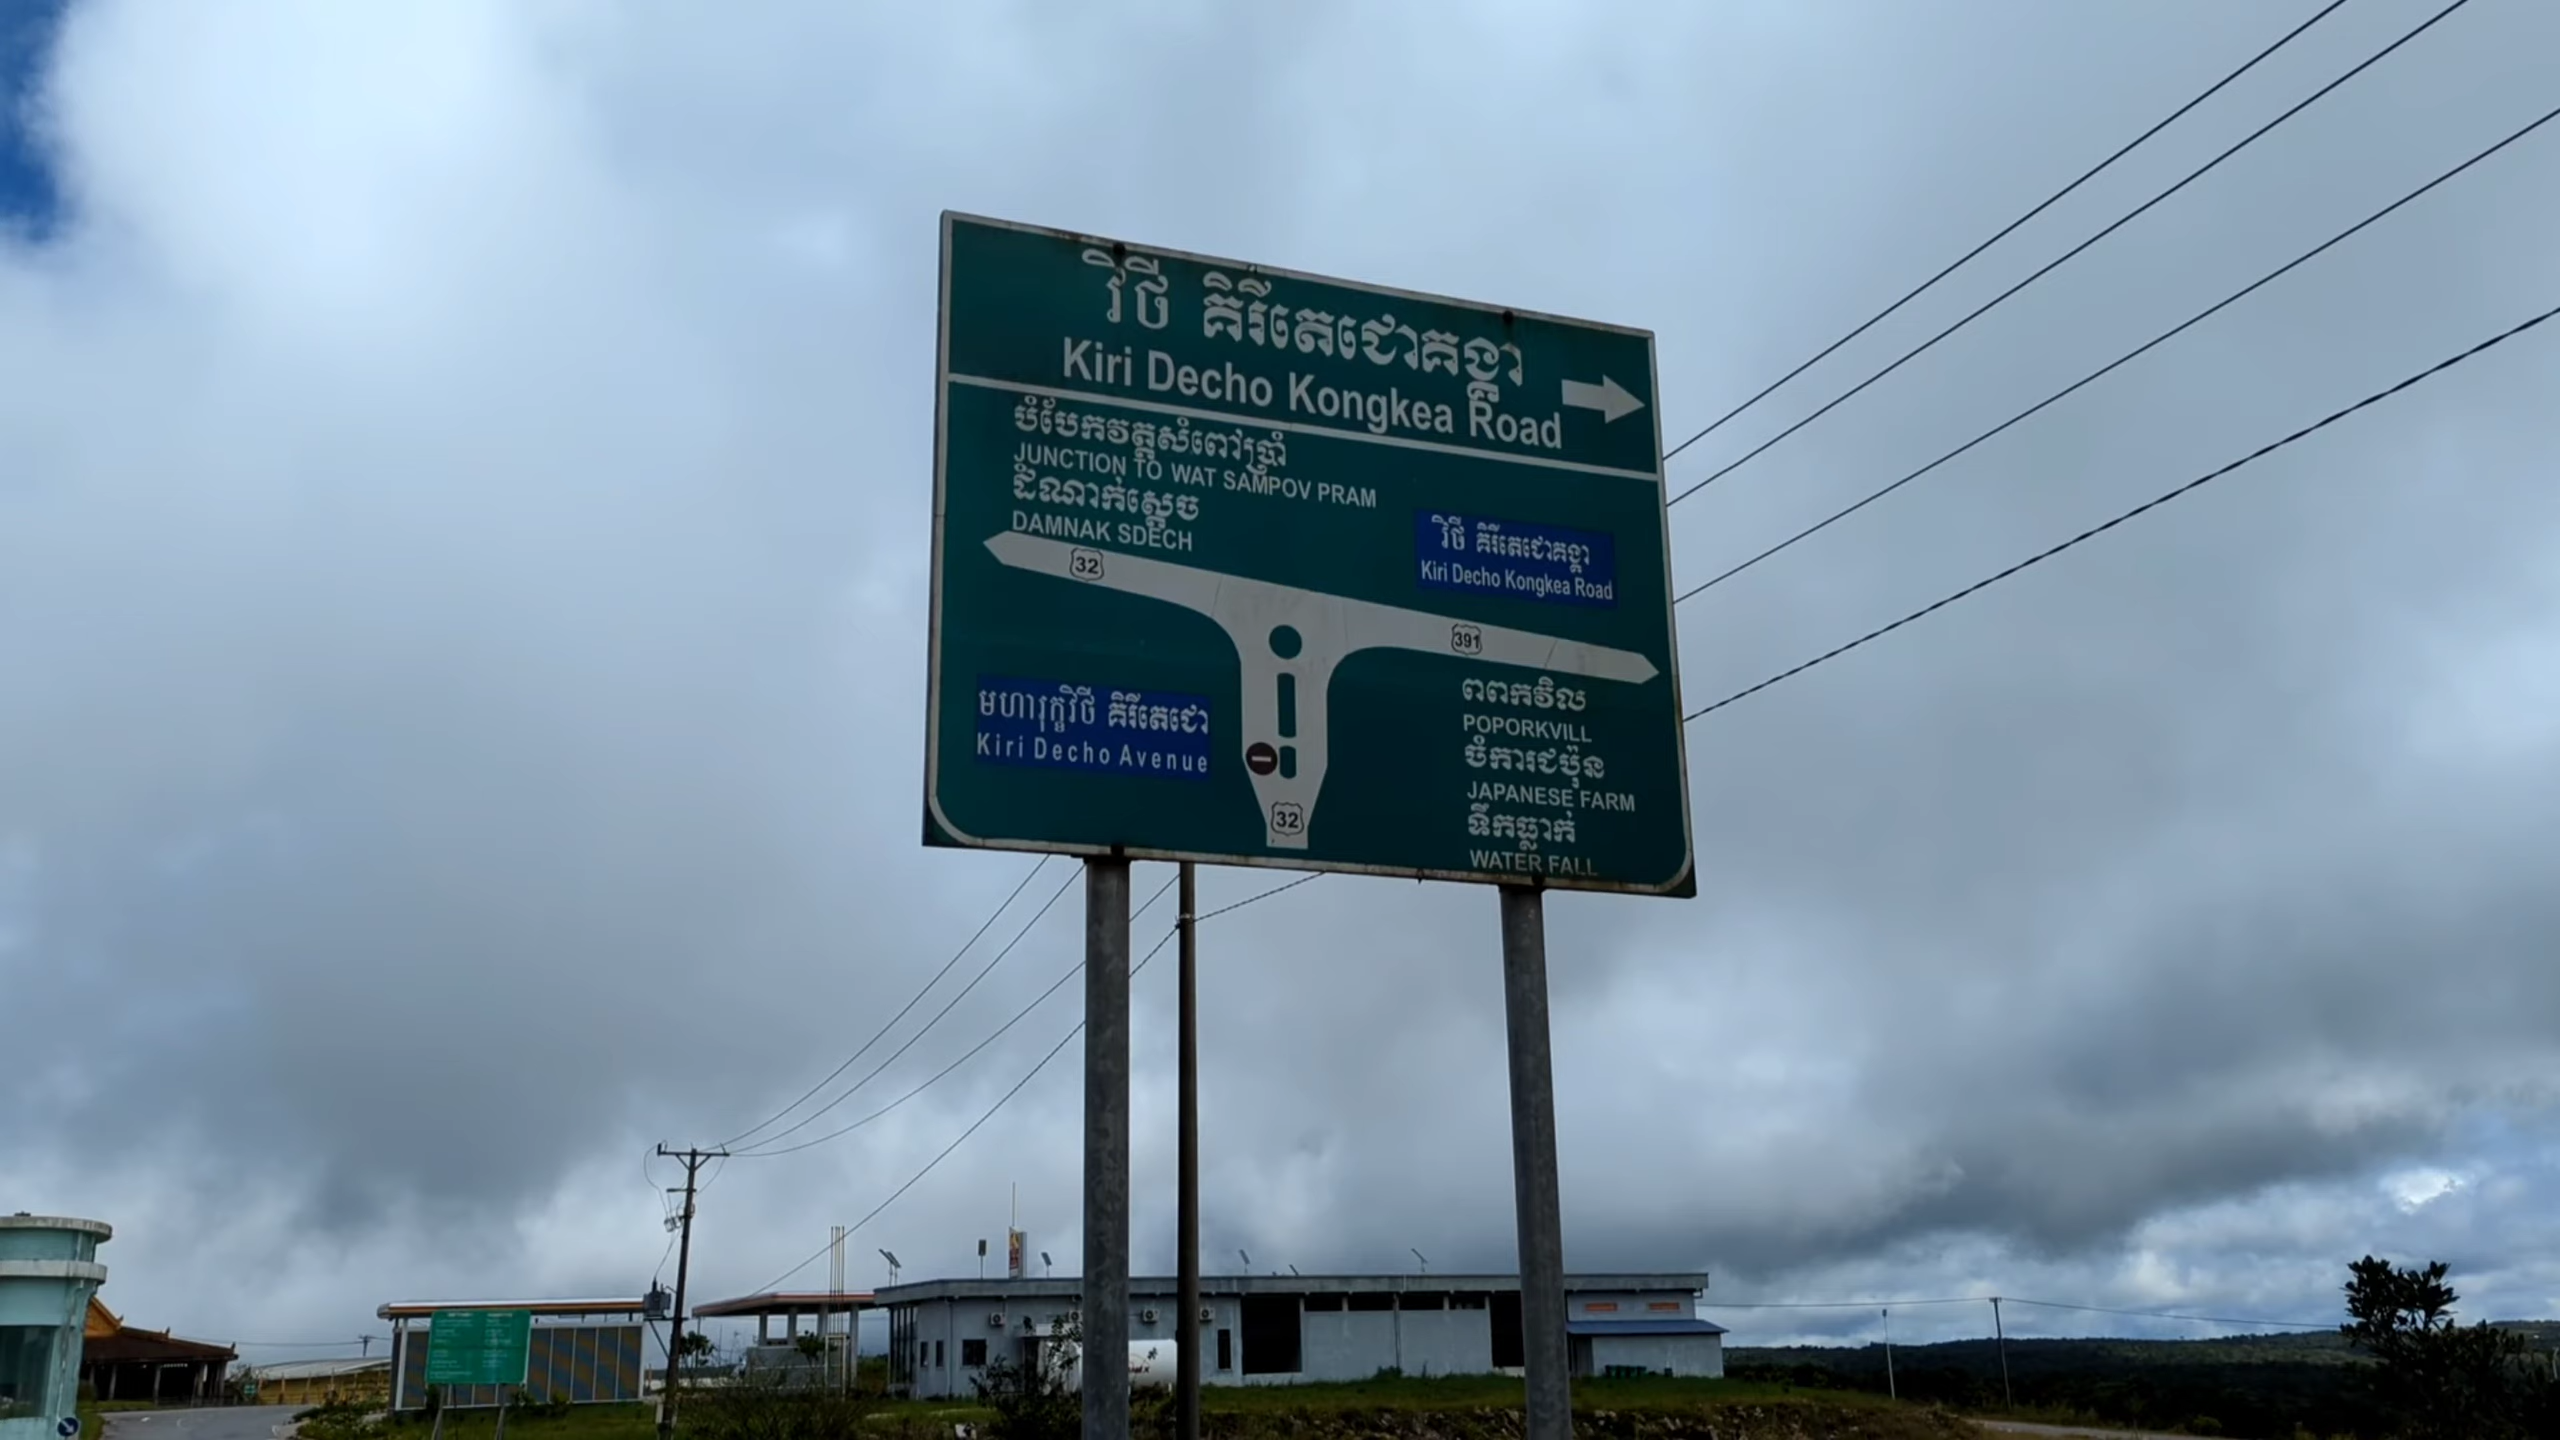 វិថី គិរីតេជោគង្គា
Kiri Decho Kongkea Road
បំបែកវត្តសំពៅប្រាំ
JUNCTION TO WAT SAMPOV PRAM
ដំណាក់ស្តេច
DAMNAK SDECH
32
វិថី គិរីតេជោគង្គា
Kiri Decho Kongkea Road
391
មហារុក្ខវិថី គិរីតេជោ
Kiri Decho Avenue
32
ពពកវិល
POPORKVILL
ចំការជប៉ុន
JAPANESE FARM
ទឹកធ្លាក់
WATER FALL